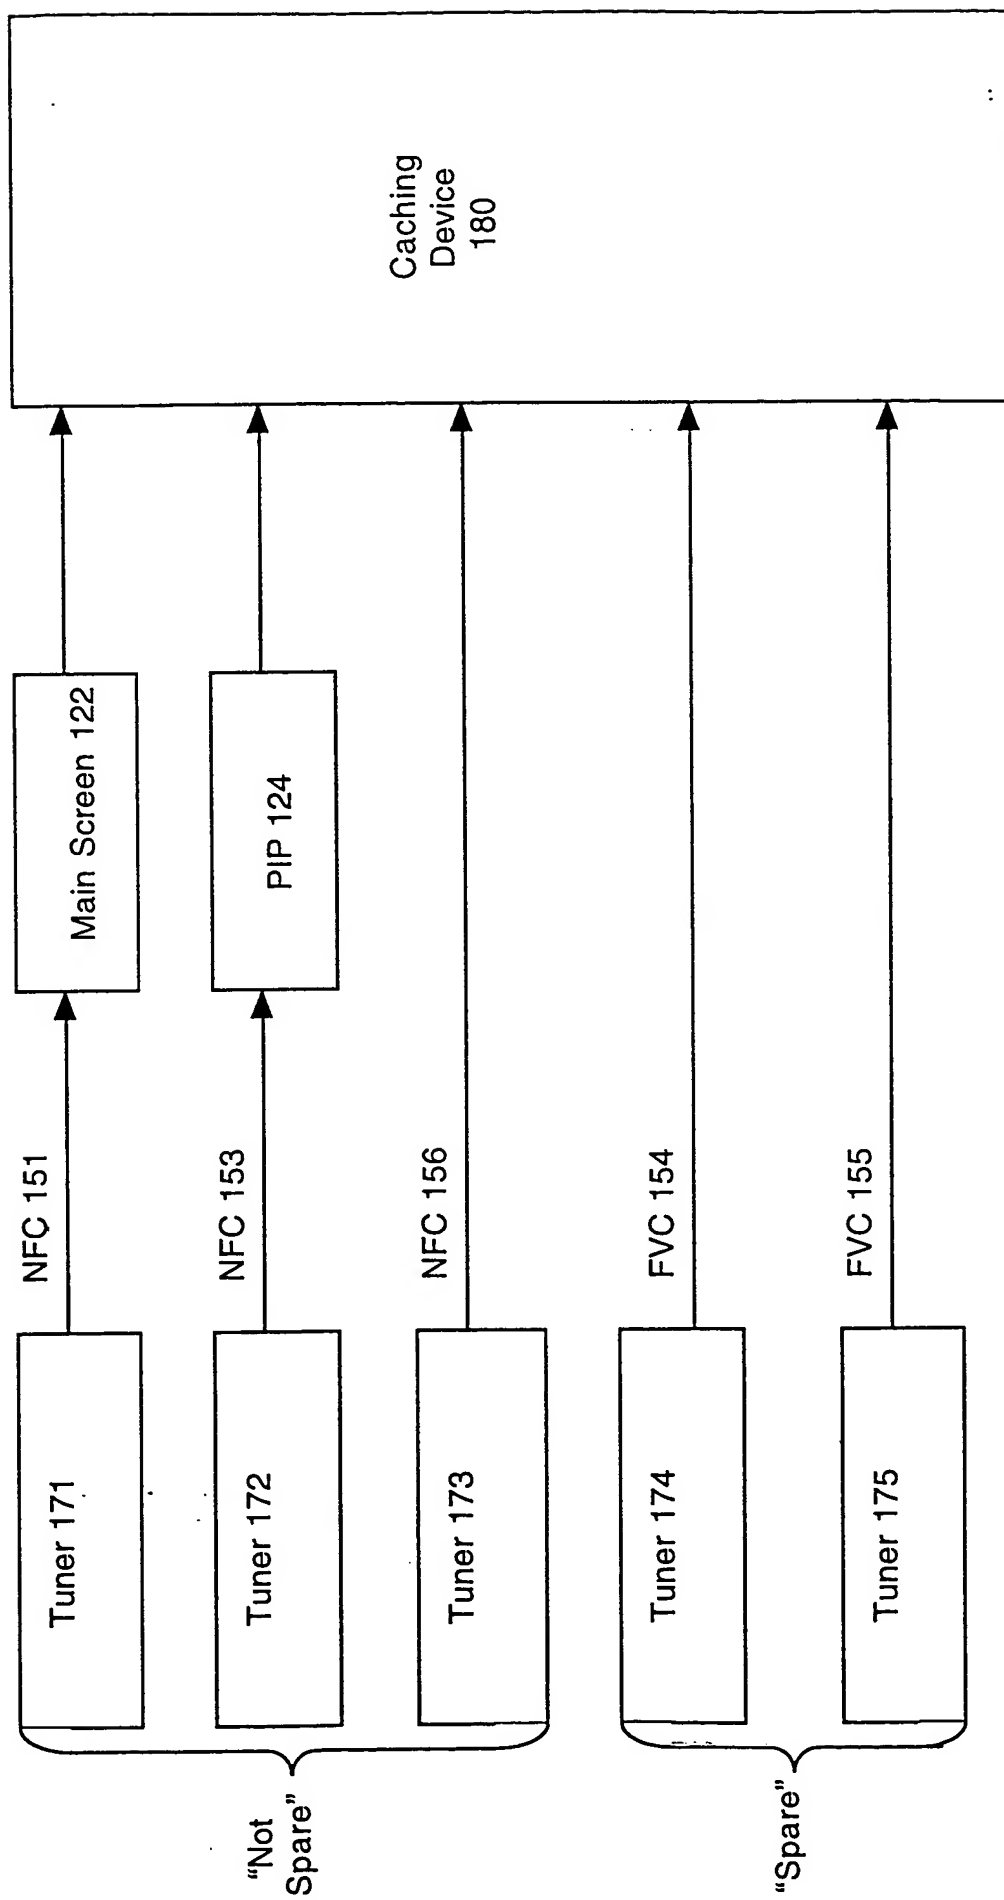 Tuner 171
NFC 151
Main Screen 122
Tuner 172
NFC 153
PIP 124
Tuner 173
NFC 156
Tuner 174
FVC 154
Tuner 175
FVC 155
Caching
Device
180
“Not
Spare”
“Spare”